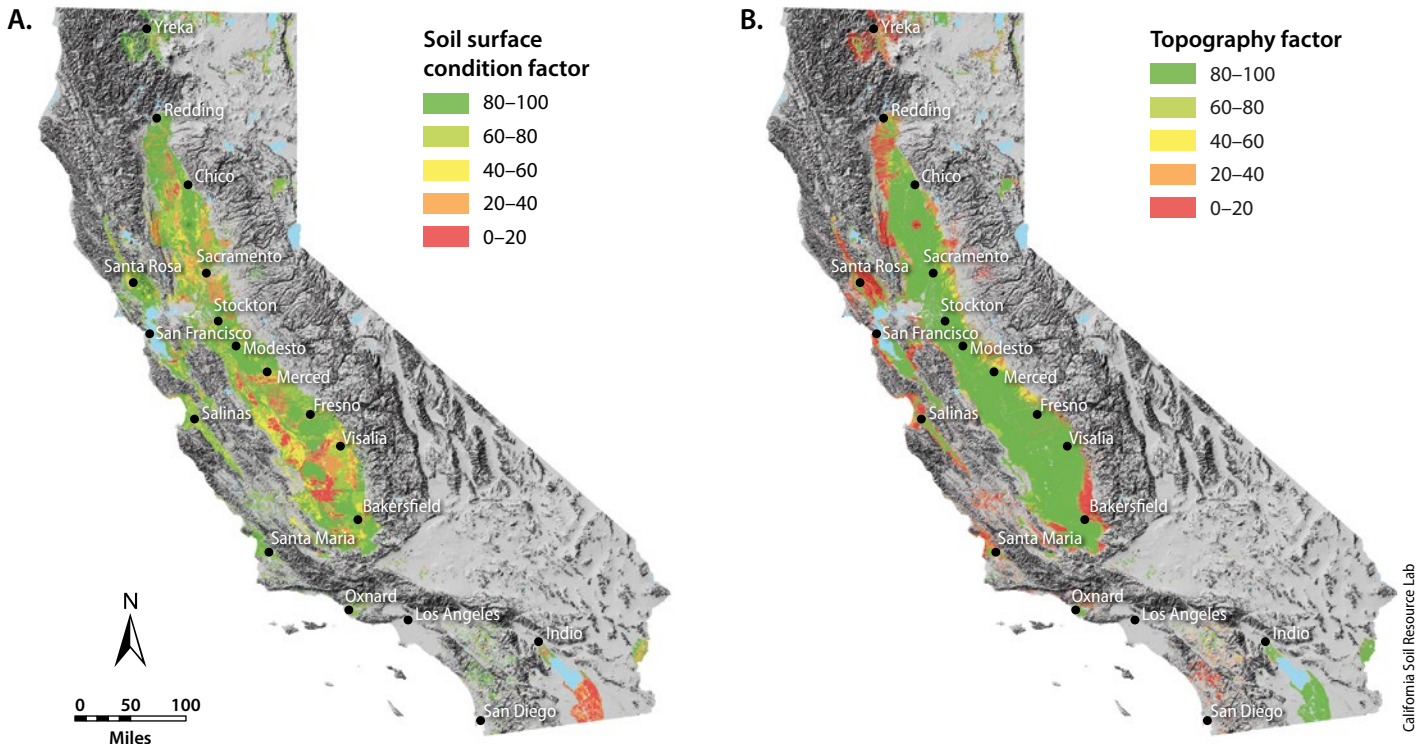 A.
Soil surface
condition factor
80–100
60–80
40–60
20–40
0–20
Yreka
Redding
Chico
Sacramento
Santa Rosa
Stockton
San Francisco
Modesto
Merced
Salinas
Fresno
Visalia
Bakersfield
Santa Maria
Oxnard
Los Angeles
Indio
San Diego
N
0 50 100
Miles
B.
Topography factor
80–100
60–80
40–60
20–40
0–20
Yreka
Redding
Chico
Sacramento
Santa Rosa
Stockton
San Francisco
Modesto
Merced
Salinas
Fresno
Visalia
Bakersfield
Santa Maria
Oxnard
Los Angeles
Indio
San Diego
California Soil Resource Lab